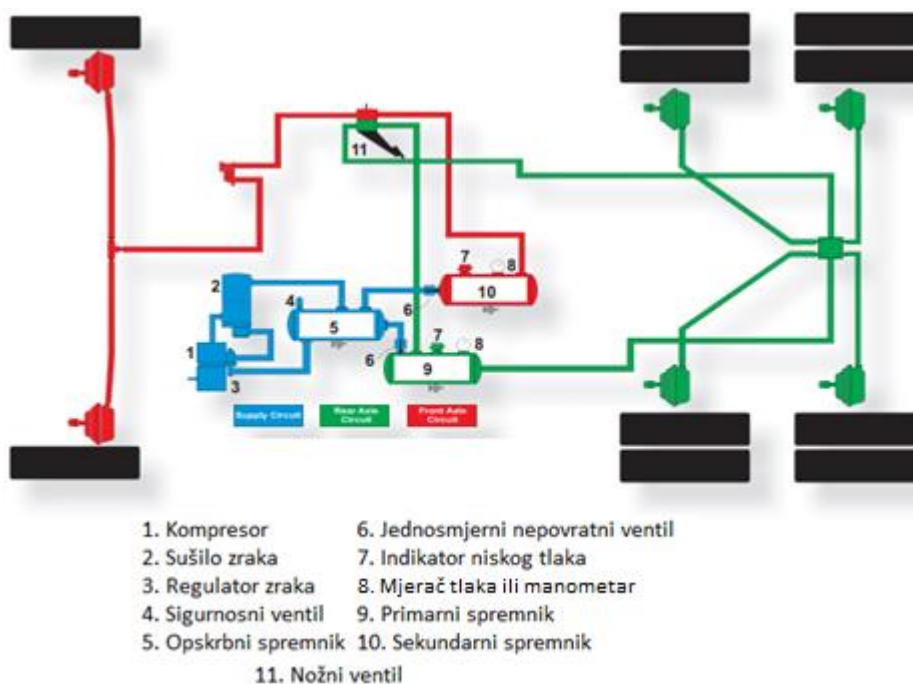 11
7
8
2
4
10
6
5
1
7
8
6
9
3
Supply Circuit
Rear Axle
Circuit
Front Axle
Circuit
1. Kompresor
2. Sušilo zraka
3. Regulator zraka
4. Sigurnosni ventil
5. Opskrbni spremnik
6. Jednosmjerni nepovratni ventil
7. Indikator niskog tlaka
8. Mjerač tlaka ili manometar
9. Primarni spremnik
10. Sekundarni spremnik
11. Nožni ventil